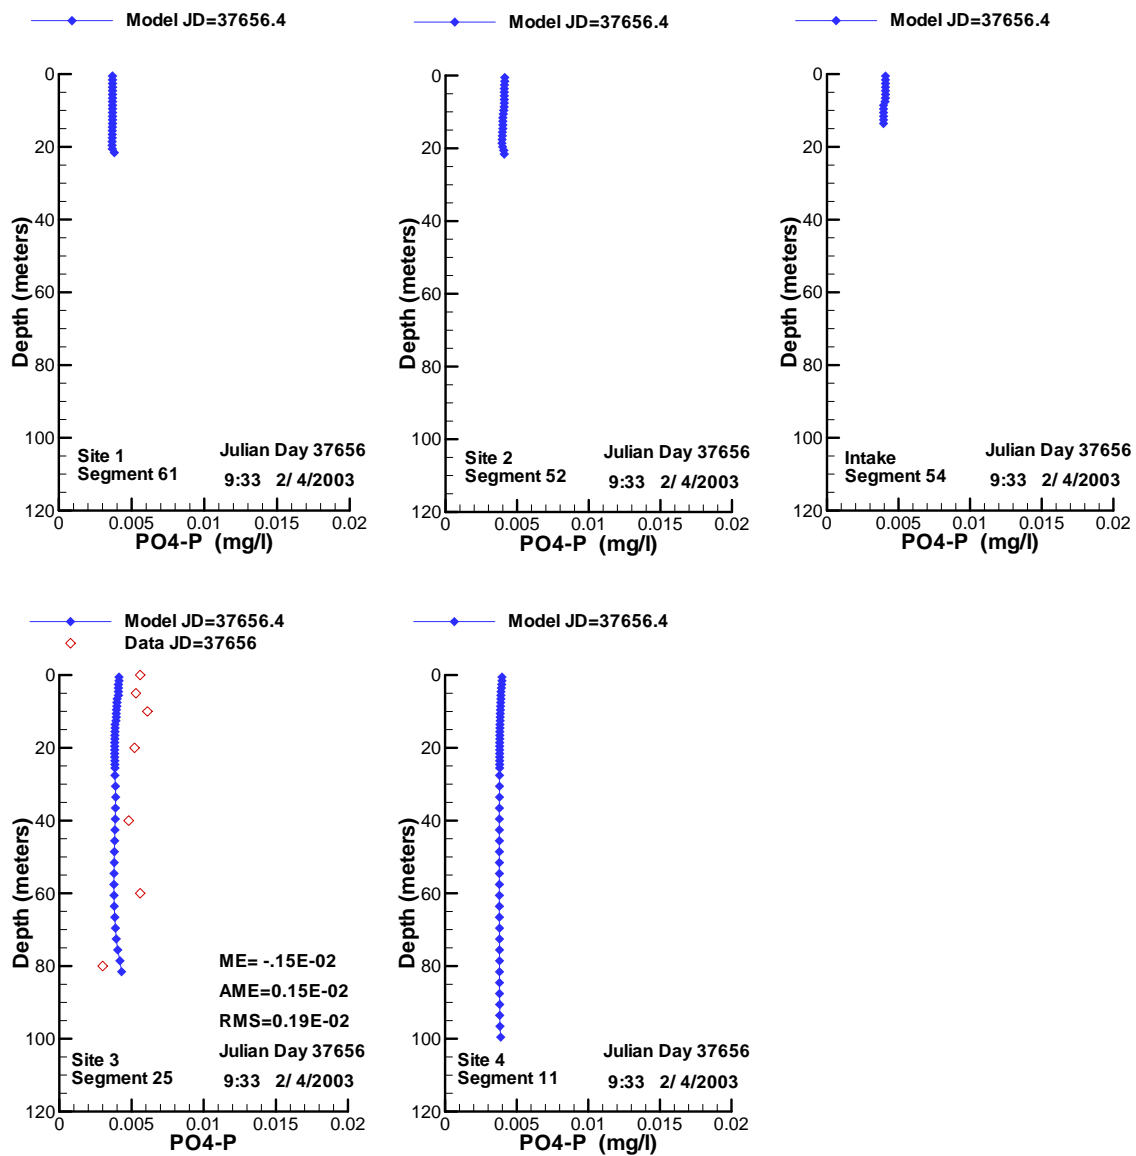 Model JD=37656.4
0
20
40
60
80
100
120
Depth (meters)
Site 1
Segment 61
Julian Day 37656
9:33 2/ 4/2003
0 0.005 0.01 0.015 0.02
PO4-P (mg/l)
Model JD=37656.4
0
20
40
60
80
100
120
Depth (meters)
Site 2
Segment 52
Julian Day 37656
9:33 2/ 4/2003
0 0.005 0.01 0.015 0.02
PO4-P (mg/l)
Model JD=37656.4
0
20
40
60
80
100
120
Depth (meters)
Intake
Segment 54
Julian Day 37656
9:33 2/ 4/2003
0 0.005 0.01 0.015 0.02
PO4-P (mg/l)
Model JD=37656.4
Data JD=37656
0
20
40
60
80
100
120
Depth (meters)
ME= -.15E-02
AME=0.15E-02
RMS=0.19E-02
Site 3
Segment 25
Julian Day 37656
9:33 2/ 4/2003
0 0.005 0.01 0.015 0.02
PO4-P
Model JD=37656.4
0
20
40
60
80
100
120
Depth (meters)
Site 4
Segment 11
Julian Day 37656
9:33 2/ 4/2003
0 0.005 0.01 0.015 0.02
PO4-P (mg/l)